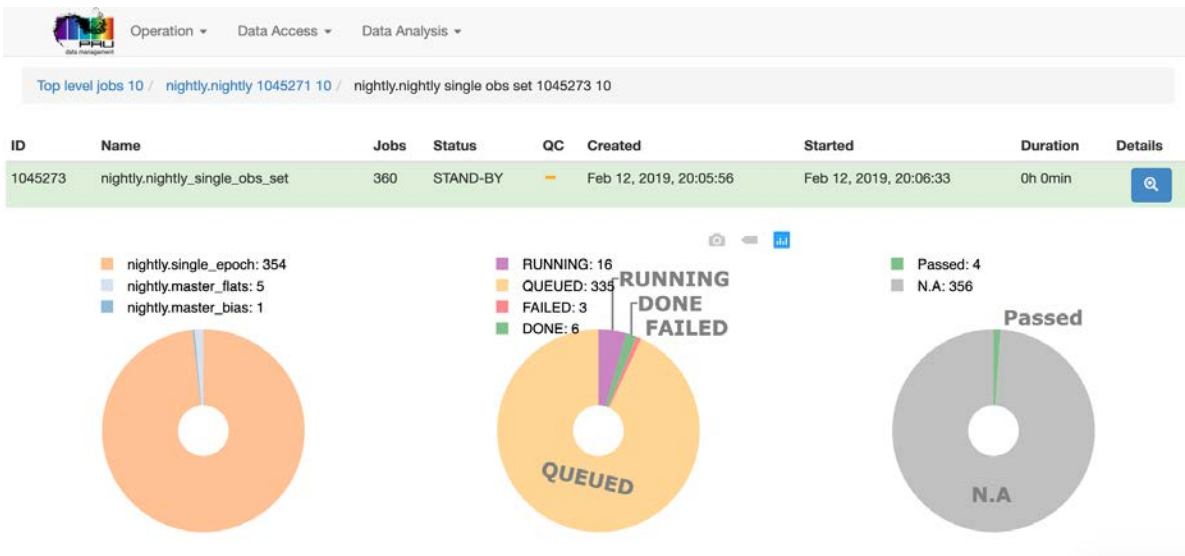 PAU
data management
Operation Data Access Data Analysis
Top level jobs 10 / nightly.nightly 1045271 10 / nightly.nightly single obs set 1045273 10
ID Name Jobs Status QC Created Started Duration Details
1045273 nightly.nightly_single_obs_set 360 STAND-BY Feb 12, 2019, 20:05:56 Feb 12, 2019, 20:06:33 0h 0min
nightly.single_epoch: 354
nightly.master_flats: 5
nightly.master_bias: 1
RUNNING: 16
QUEUED: 335
FAILED: 3
DONE: 6
RUNNING
DONE
FAILED
QUEUED
Passed: 4
N.A: 356
Passed
N.A